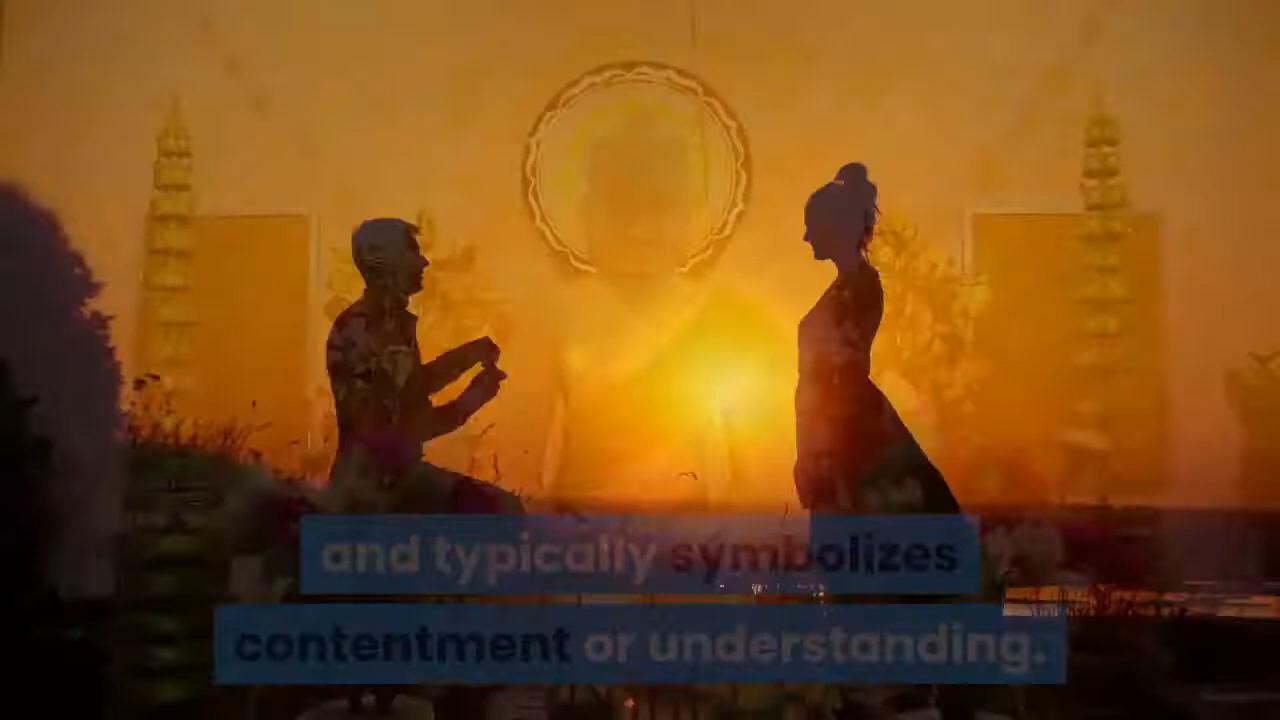 and typically symbolizes
contentment or understanding.